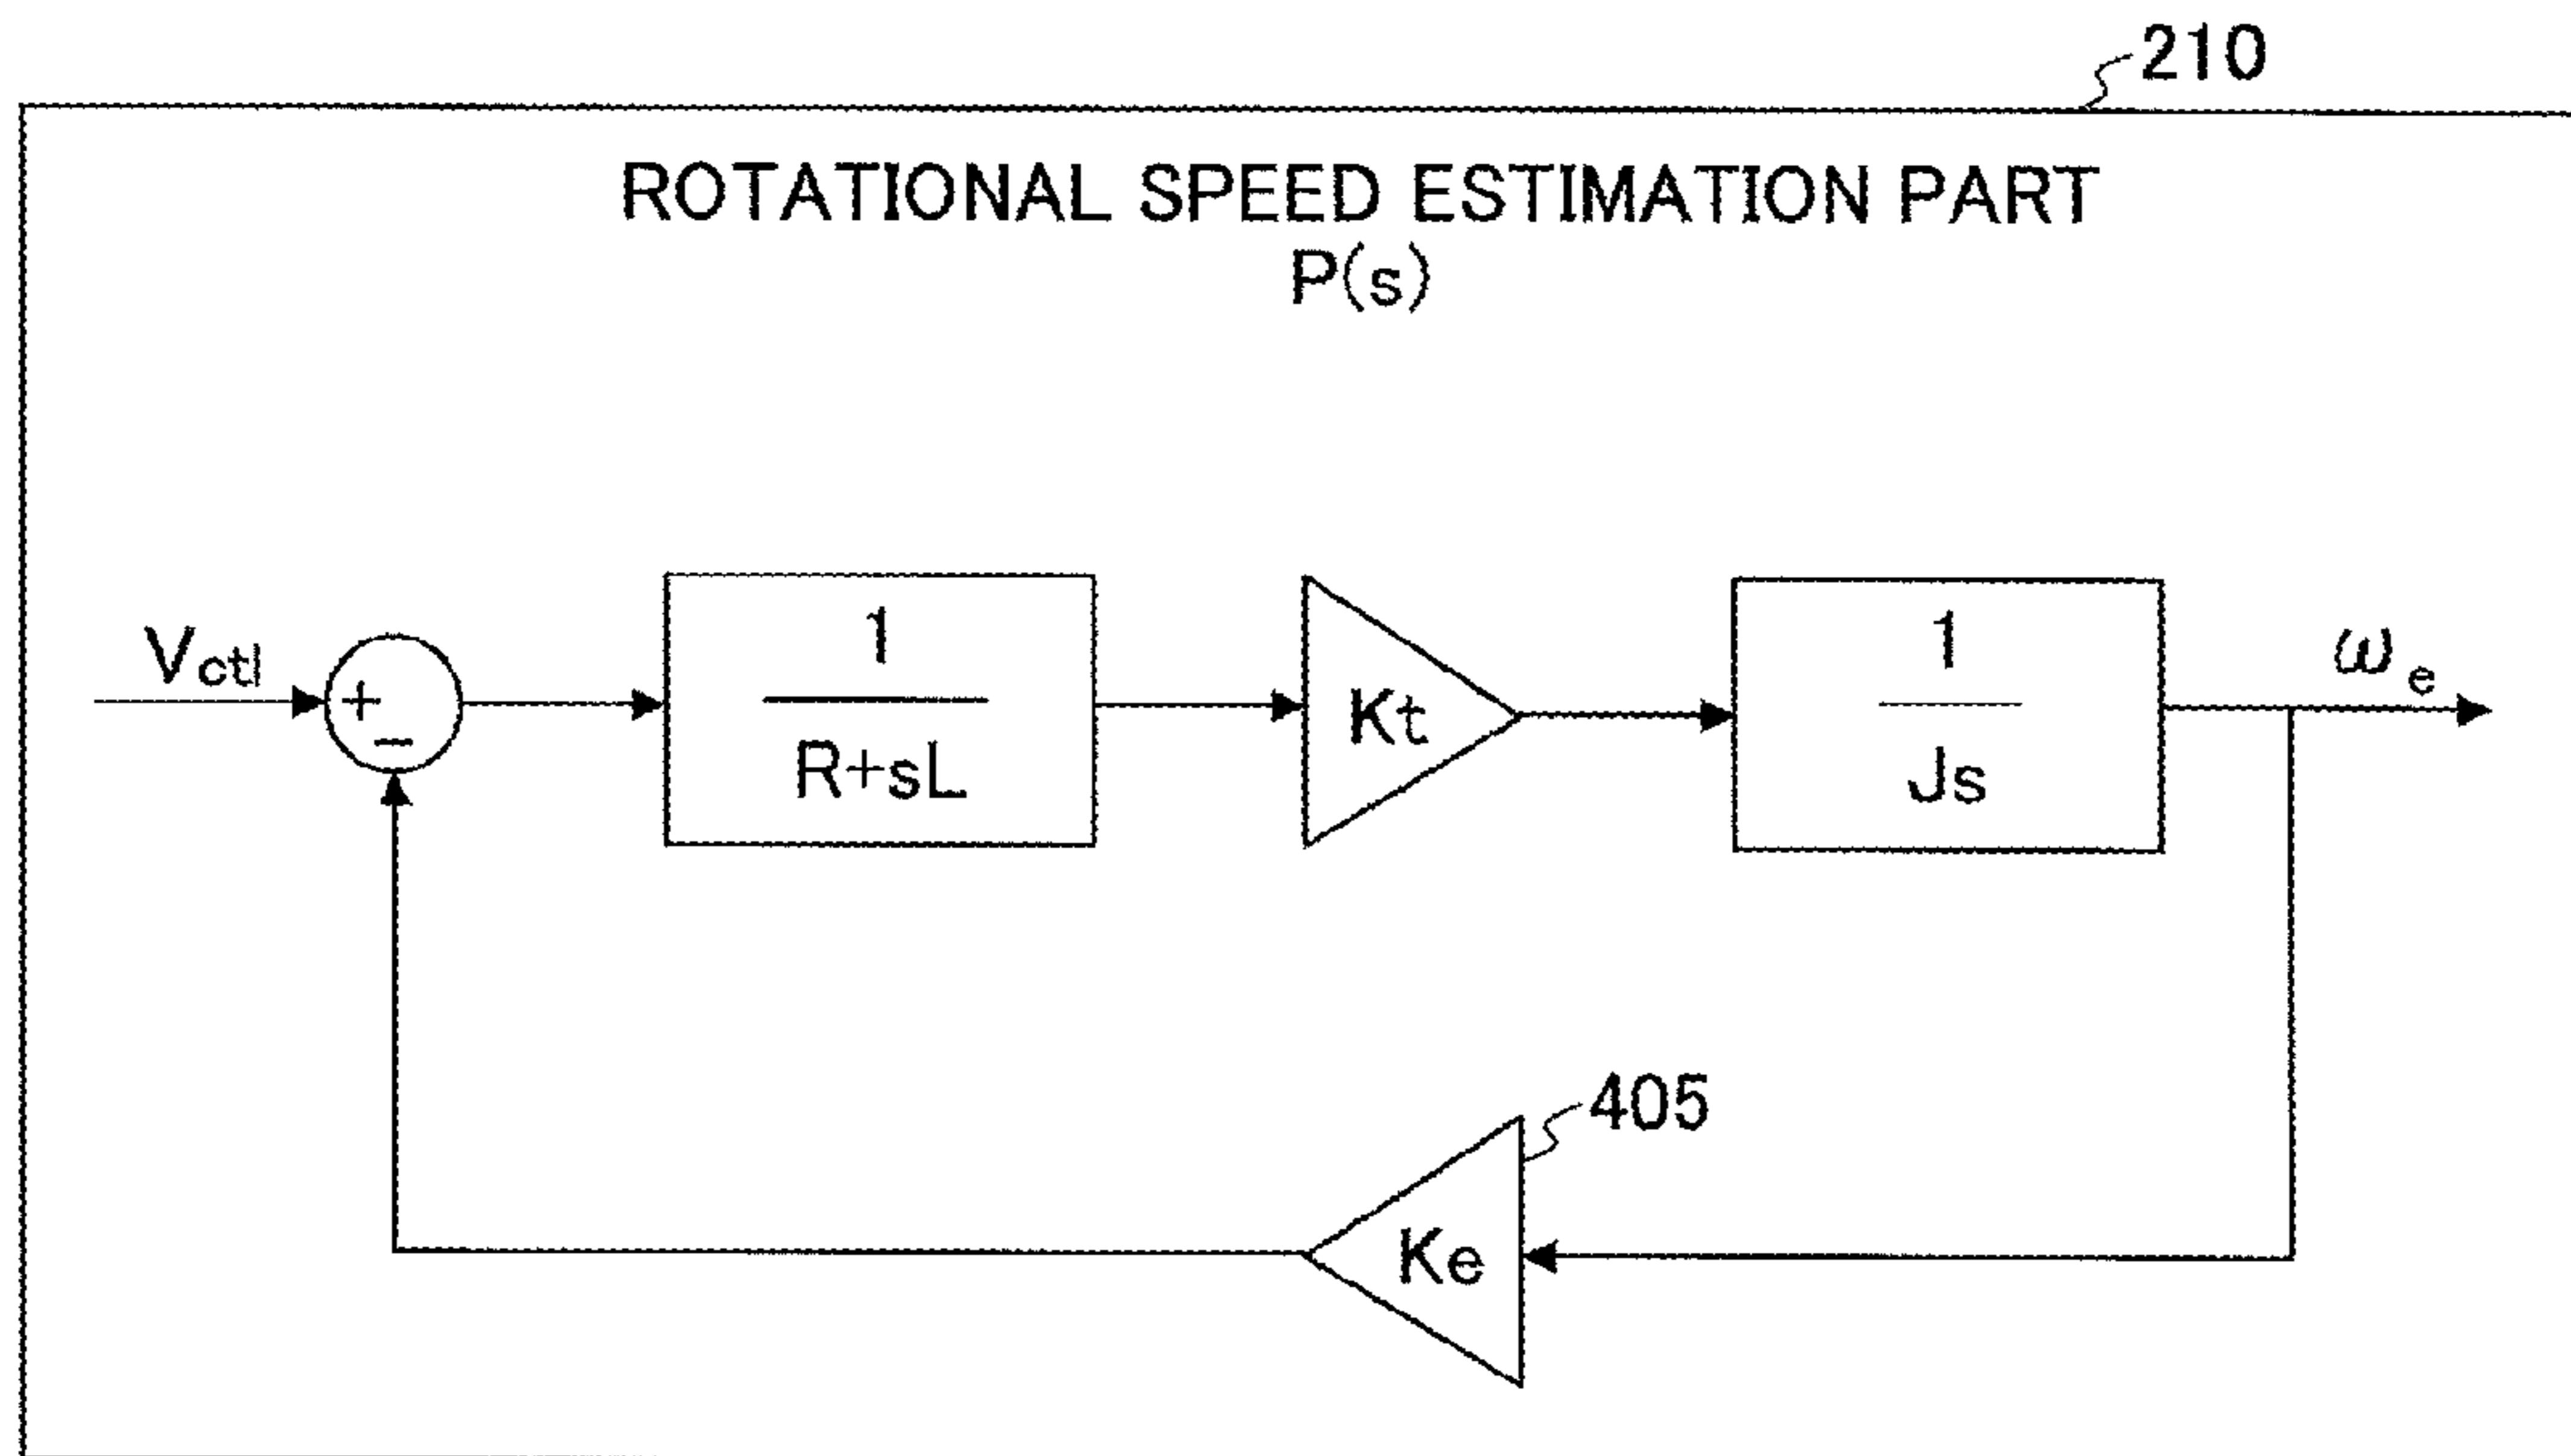 210
ROTATIONAL SPEED ESTIMATION PART
P(s)
Vctl
+
−
1
R+sL
Kt
1
Js
ωe
405
Ke